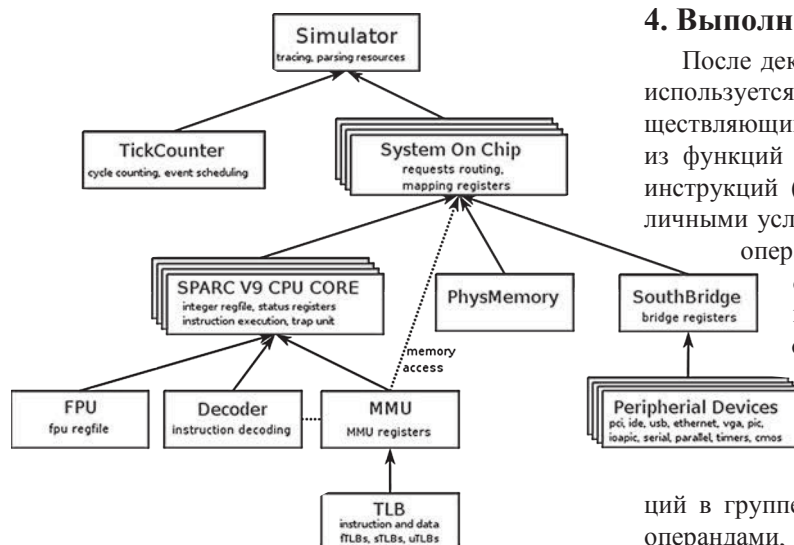 Simulator
tracing, parsing resources
TickCounter
cycle counting, event scheduling
System On Chip
requests routing,
mapping registers
SPARC V9 CPU CORE
integer regfile, status registers
instruction execution, trap unit
PhysMemory
SouthBridge
bridge registers
memory
access
FPU
fpu regfile
Decoder
instruction decoding
MMU
MMU registers
Peripherial Devices
pci, ide, usb, ethernet, vga, pic,
ioapic, serial, parallel, timers, cmos
TLB
instruction and data
fTLBs, sTLBs, uTLBs
4. Выполн
После дек
используется
ществляющи
из функций
инструкций (
личными усл
опер
ций в группе
операндами,